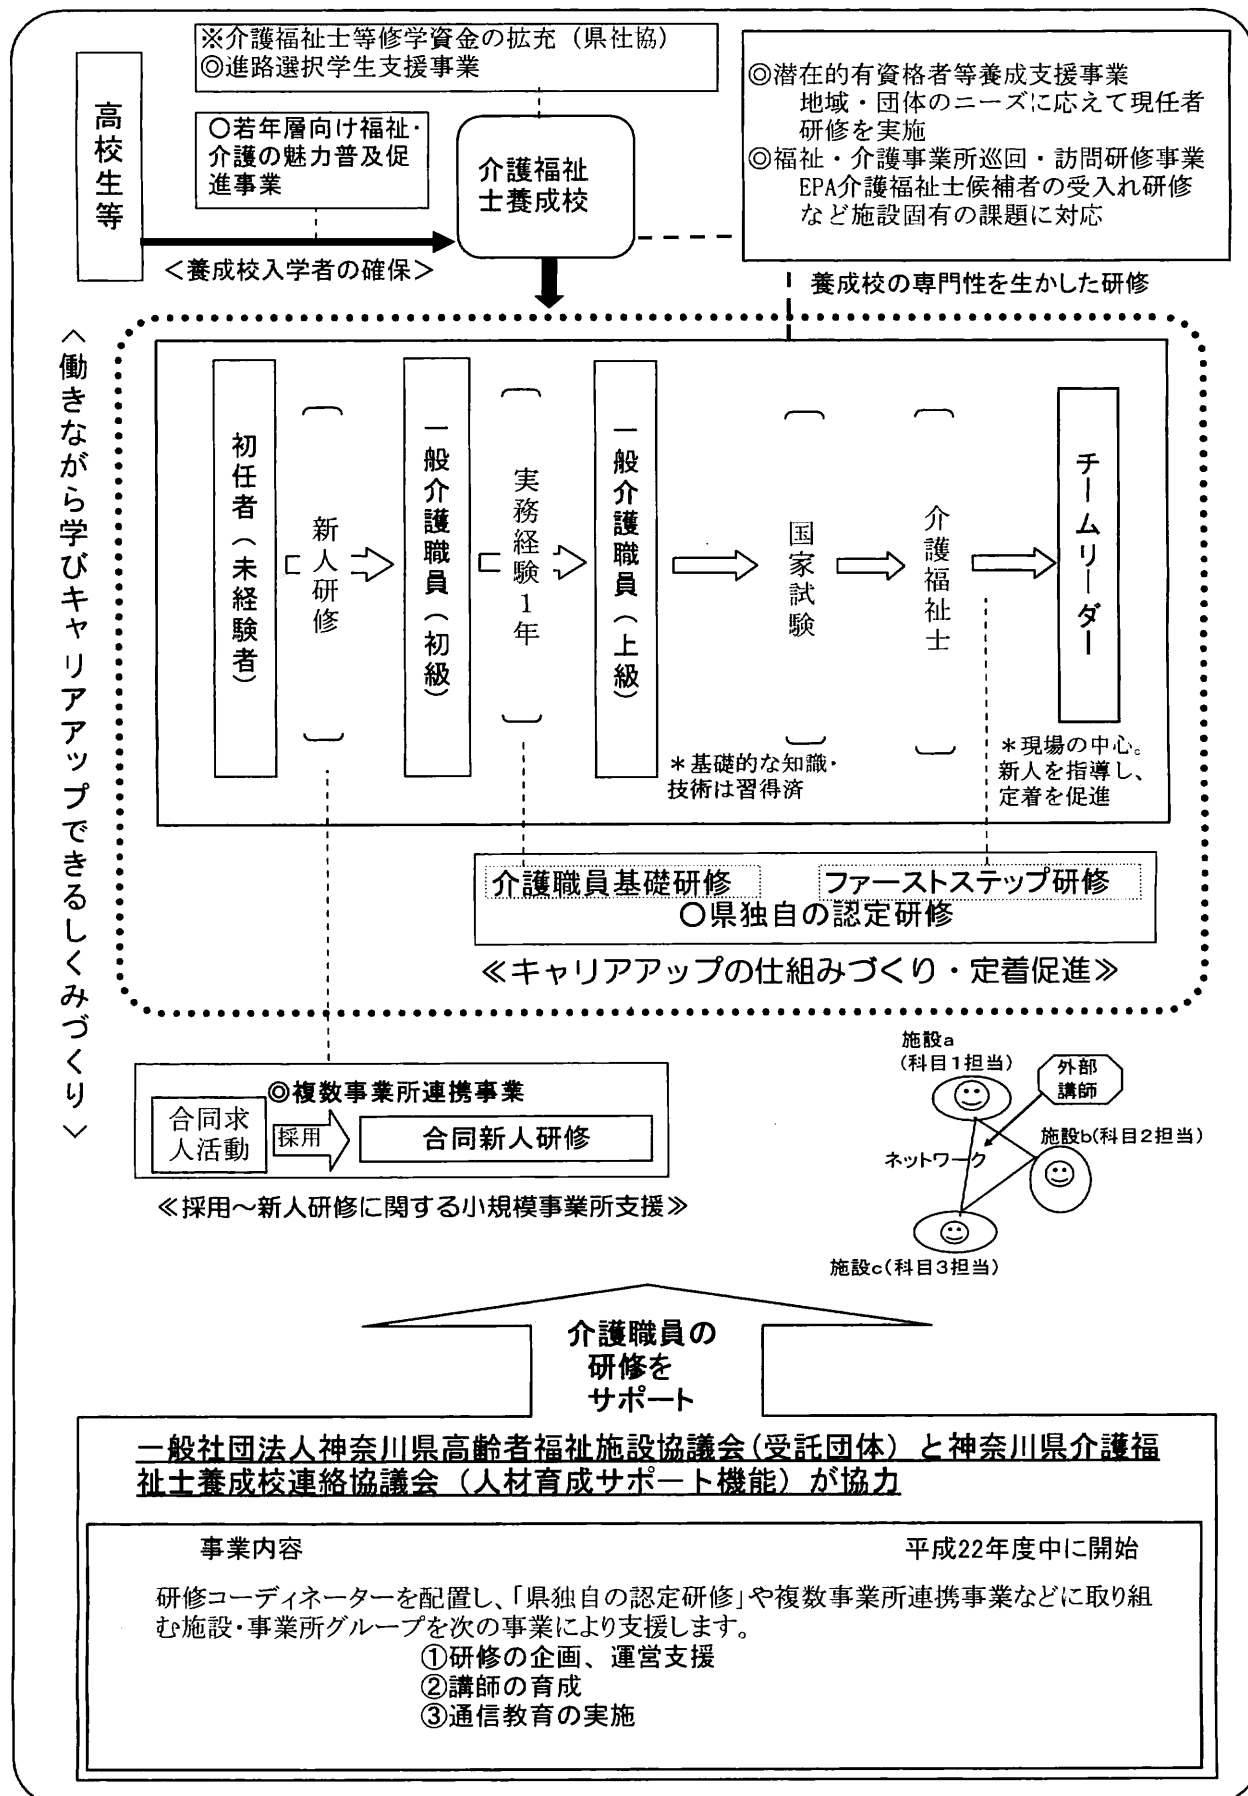 ※介護福祉士等修学資金の拡充（県社協）
◎進路選択学生支援事業
高校生等
○若年層向け福祉・
介護の魅力普及促
進事業
介護福祉
士養成校
◎潜在的有資格者等養成支援事業
地域・団体のニーズに応えて現任者
研修を実施
◎福祉・介護事業所巡回・訪問研修事業
EPA介護福祉士候補者の受入れ研修
など施設固有の課題に対応
＜養成校入学者の確保＞
養成校の専門性を生かした研修
＜働きながら学びキャリアアップできるしくみづくり＞
初任者（未経験者）
新人研修
一般介護職員（初級）
実務経験1年
一般介護職員（上級）
国家試験
介護福祉士
チームリーダー
＊基礎的な知識・
技術は習得済
＊現場の中心。
新人を指導し、
定着を促進
介護職員基礎研修　ファーストステップ研修
○県独自の認定研修
≪キャリアアップの仕組みづくり・定着促進≫
◎複数事業所連携事業
合同求
人活動
採用
合同新人研修
≪採用～新人研修に関する小規模事業所支援≫
施設a
(科目1担当)
外部
講師
施設b(科目2担当)
ネットワーク
施設c(科目3担当)
介護職員の
研修を
サポート
一般社団法人神奈川県高齢者福祉施設協議会(受託団体）と神奈川県介護福
祉士養成校連絡協議会（人材育成サポート機能）が協力
事業内容　平成22年度中に開始
研修コーディネーターを配置し、「県独自の認定研修」や複数事業所連携事業などに取り組
む施設・事業所グループを次の事業により支援します。
①研修の企画、運営支援
②講師の育成
③通信教育の実施